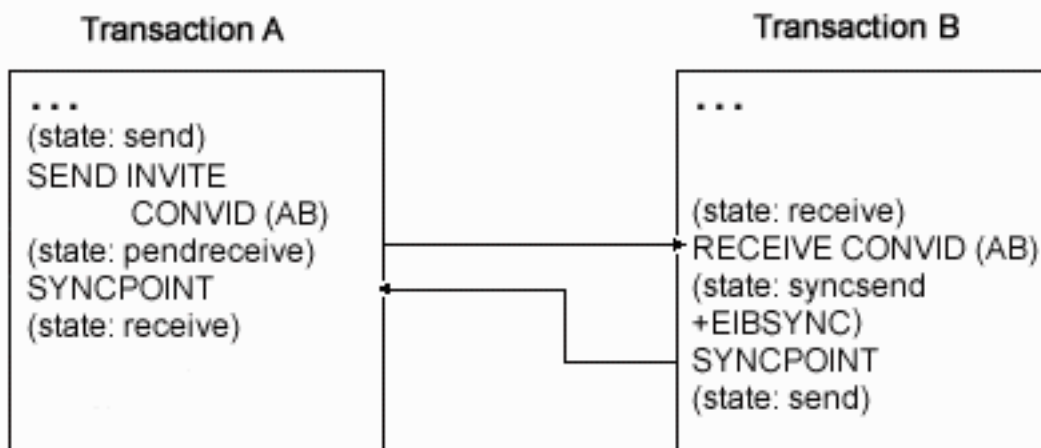 Transaction A
...
(state: send)
SEND INVITE
CONVID (AB)
(state: pendreceive)
SYNCPOINT
(state: receive)
Transaction B
...
(state: receive)
RECEIVE CONVID (AB)
(state: syncsend
+EIBSYNC)
SYNCPOINT
(state: send)